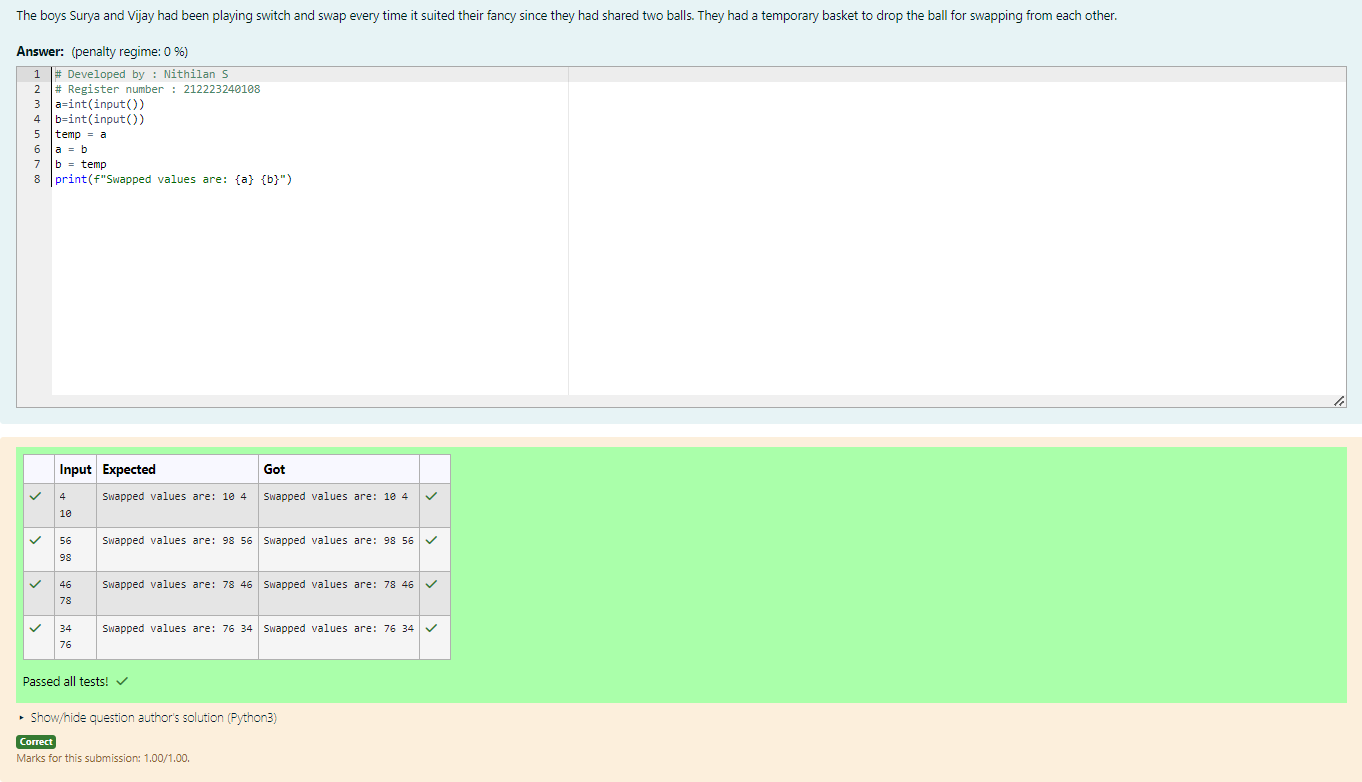 The boys Surya and Vijay had been playing switch and swap every time it suited their fancy since they had shared two balls. They had a temporary basket to drop the ball for swapping from each other.
Answer: (penalty regime: 0 %)
1 # Developed by : Nithilan S
2 # Register number : 212223240108
3 a=int(input())
4 b=int(input())
5 temp = a
6 a = b
7 b = temp
8 print(f"Swapped values are: {a} {b}")
Input Expected Got
4 Swapped values are: 10 4 Swapped values are: 10 4
10
56 Swapped values are: 98 56 Swapped values are: 98 56
98
46 Swapped values are: 78 46 Swapped values are: 78 46
78
34 Swapped values are: 76 34 Swapped values are: 76 34
76
Passed all tests!
Show/hide question author's solution (Python3)
Correct
Marks for this submission: 1.00/1.00.